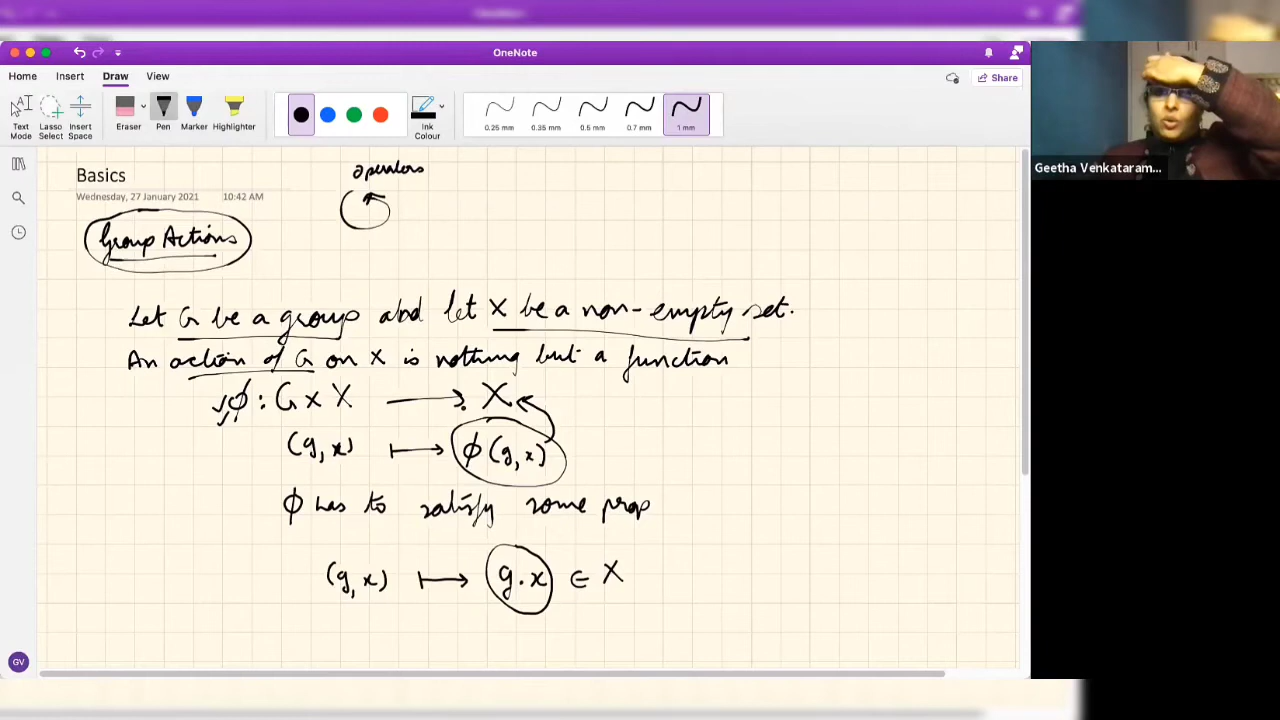 OneNote
Home Insert Draw View
Share
Text Mode
Lasso Select
Insert Space
Eraser
Pen
Marker
Highlighter
Ink Colour
0.25 mm
0.35 mm
0.5 mm
0.7 mm
1 mm
Geetha Venkataram...
Basics
Wednesday, 27 January 2021 10:42 AM
operators
Group Actions
Let G be a group abd let X be a non-empty set.
An action of G on X is nothing but a function
ϕ : G x X ⟶ X
(g, x) ⟼ ϕ(g, x)
ϕ has to satisfy some prop
(g, x) ⟼ g.x ∈ X
GV